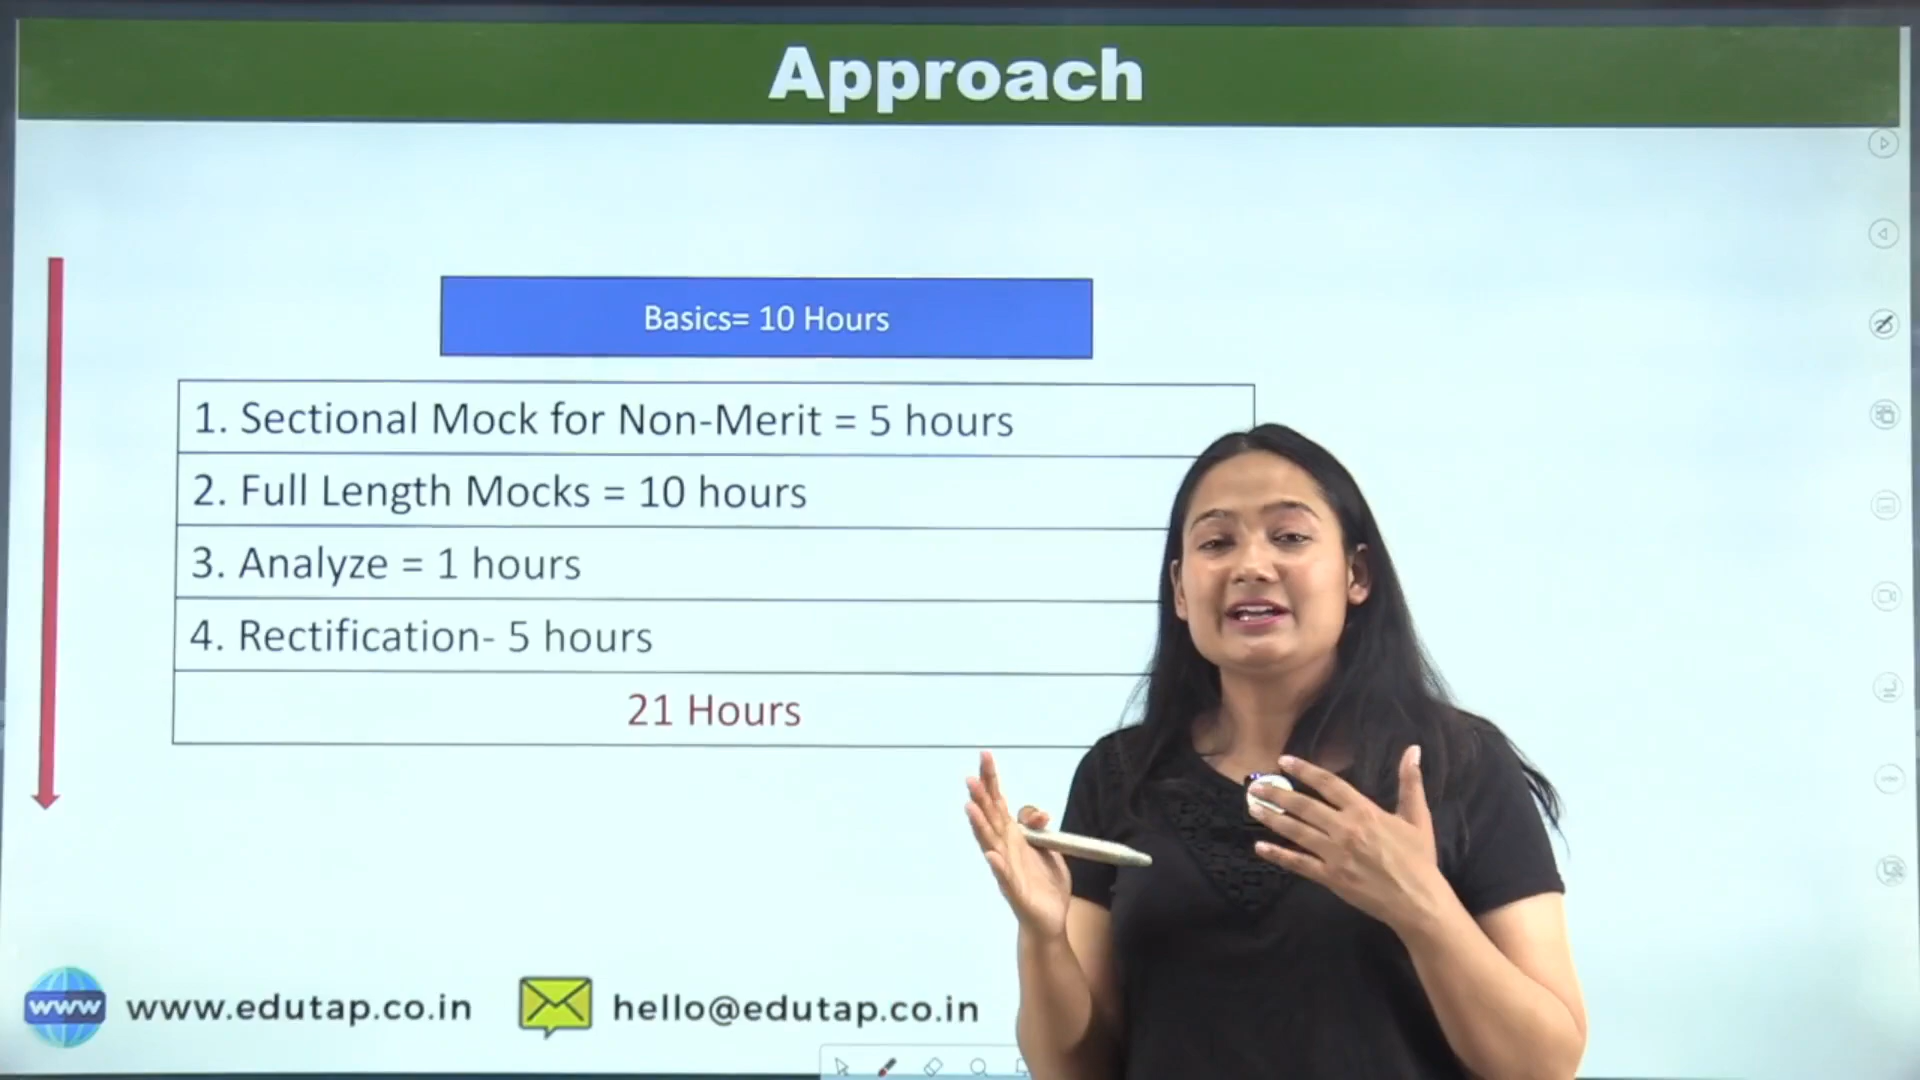 Approach
Basics= 10 Hours
1. Sectional Mock for Non-Merit = 5 hours
2. Full Length Mocks = 10 hours
3. Analyze = 1 hours
4. Rectification- 5 hours
21 Hours
www www.edutap.co.in hello@edutap.co.in